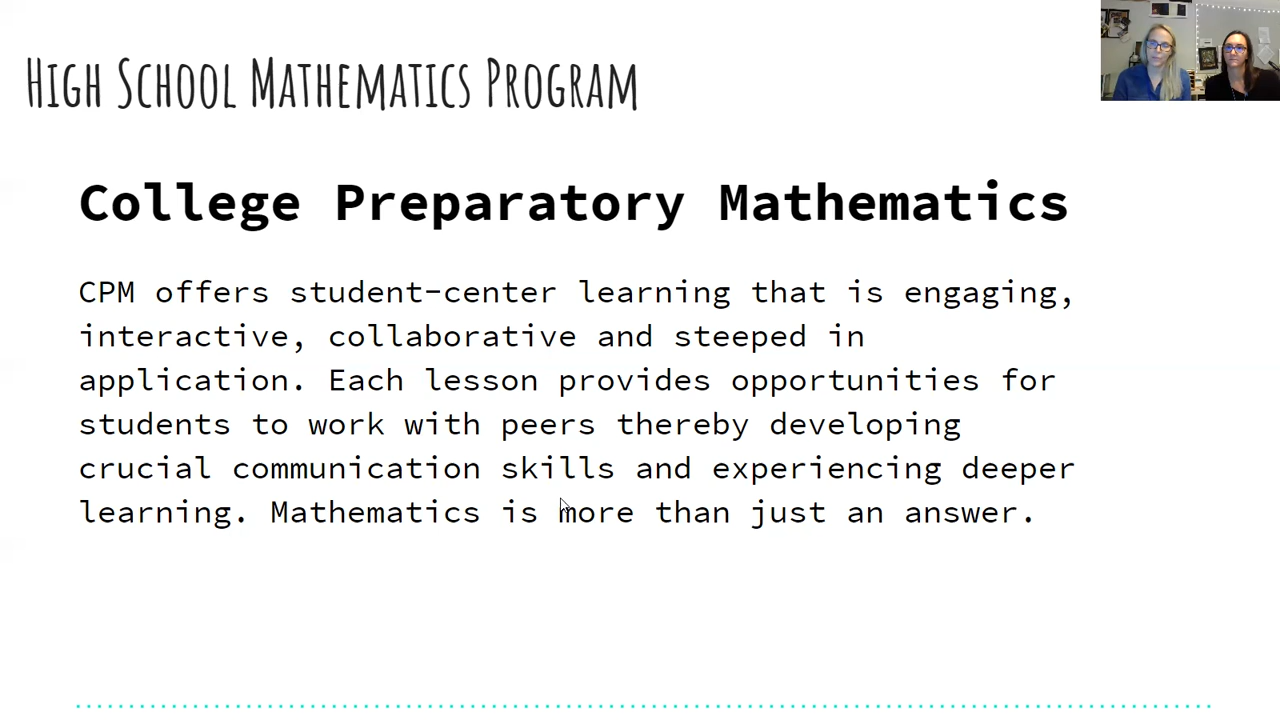 High School Mathematics Program
College Preparatory Mathematics
CPM offers student-center learning that is engaging,
interactive, collaborative and steeped in
application. Each lesson provides opportunities for
students to work with peers thereby developing
crucial communication skills and experiencing deeper
learning. Mathematics is more than just an answer.